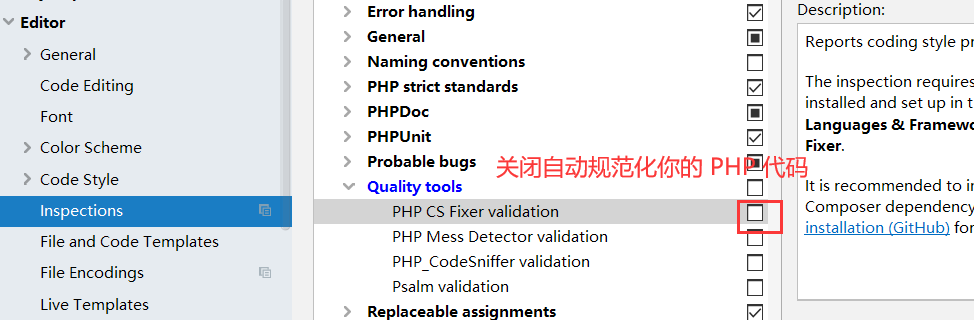 Editor
General
Code Editing
Font
Color Scheme
Code Style
Inspections
File and Code Templates
File Encodings
Live Templates
Error handling
General
Naming conventions
PHP strict standards
PHPDoc
PHPUnit
Probable bugs
关闭自动规范化你的 PHP 代码
Quality tools
PHP CS Fixer validation
PHP Mess Detector validation
PHP_CodeSniffer validation
Psalm validation
Replaceable assignments
Description:
Reports coding style pr
The inspection requires
installed and set up in t
Languages & Framewo
Fixer.
It is recommended to in
Composer dependency
installation (GitHub) for